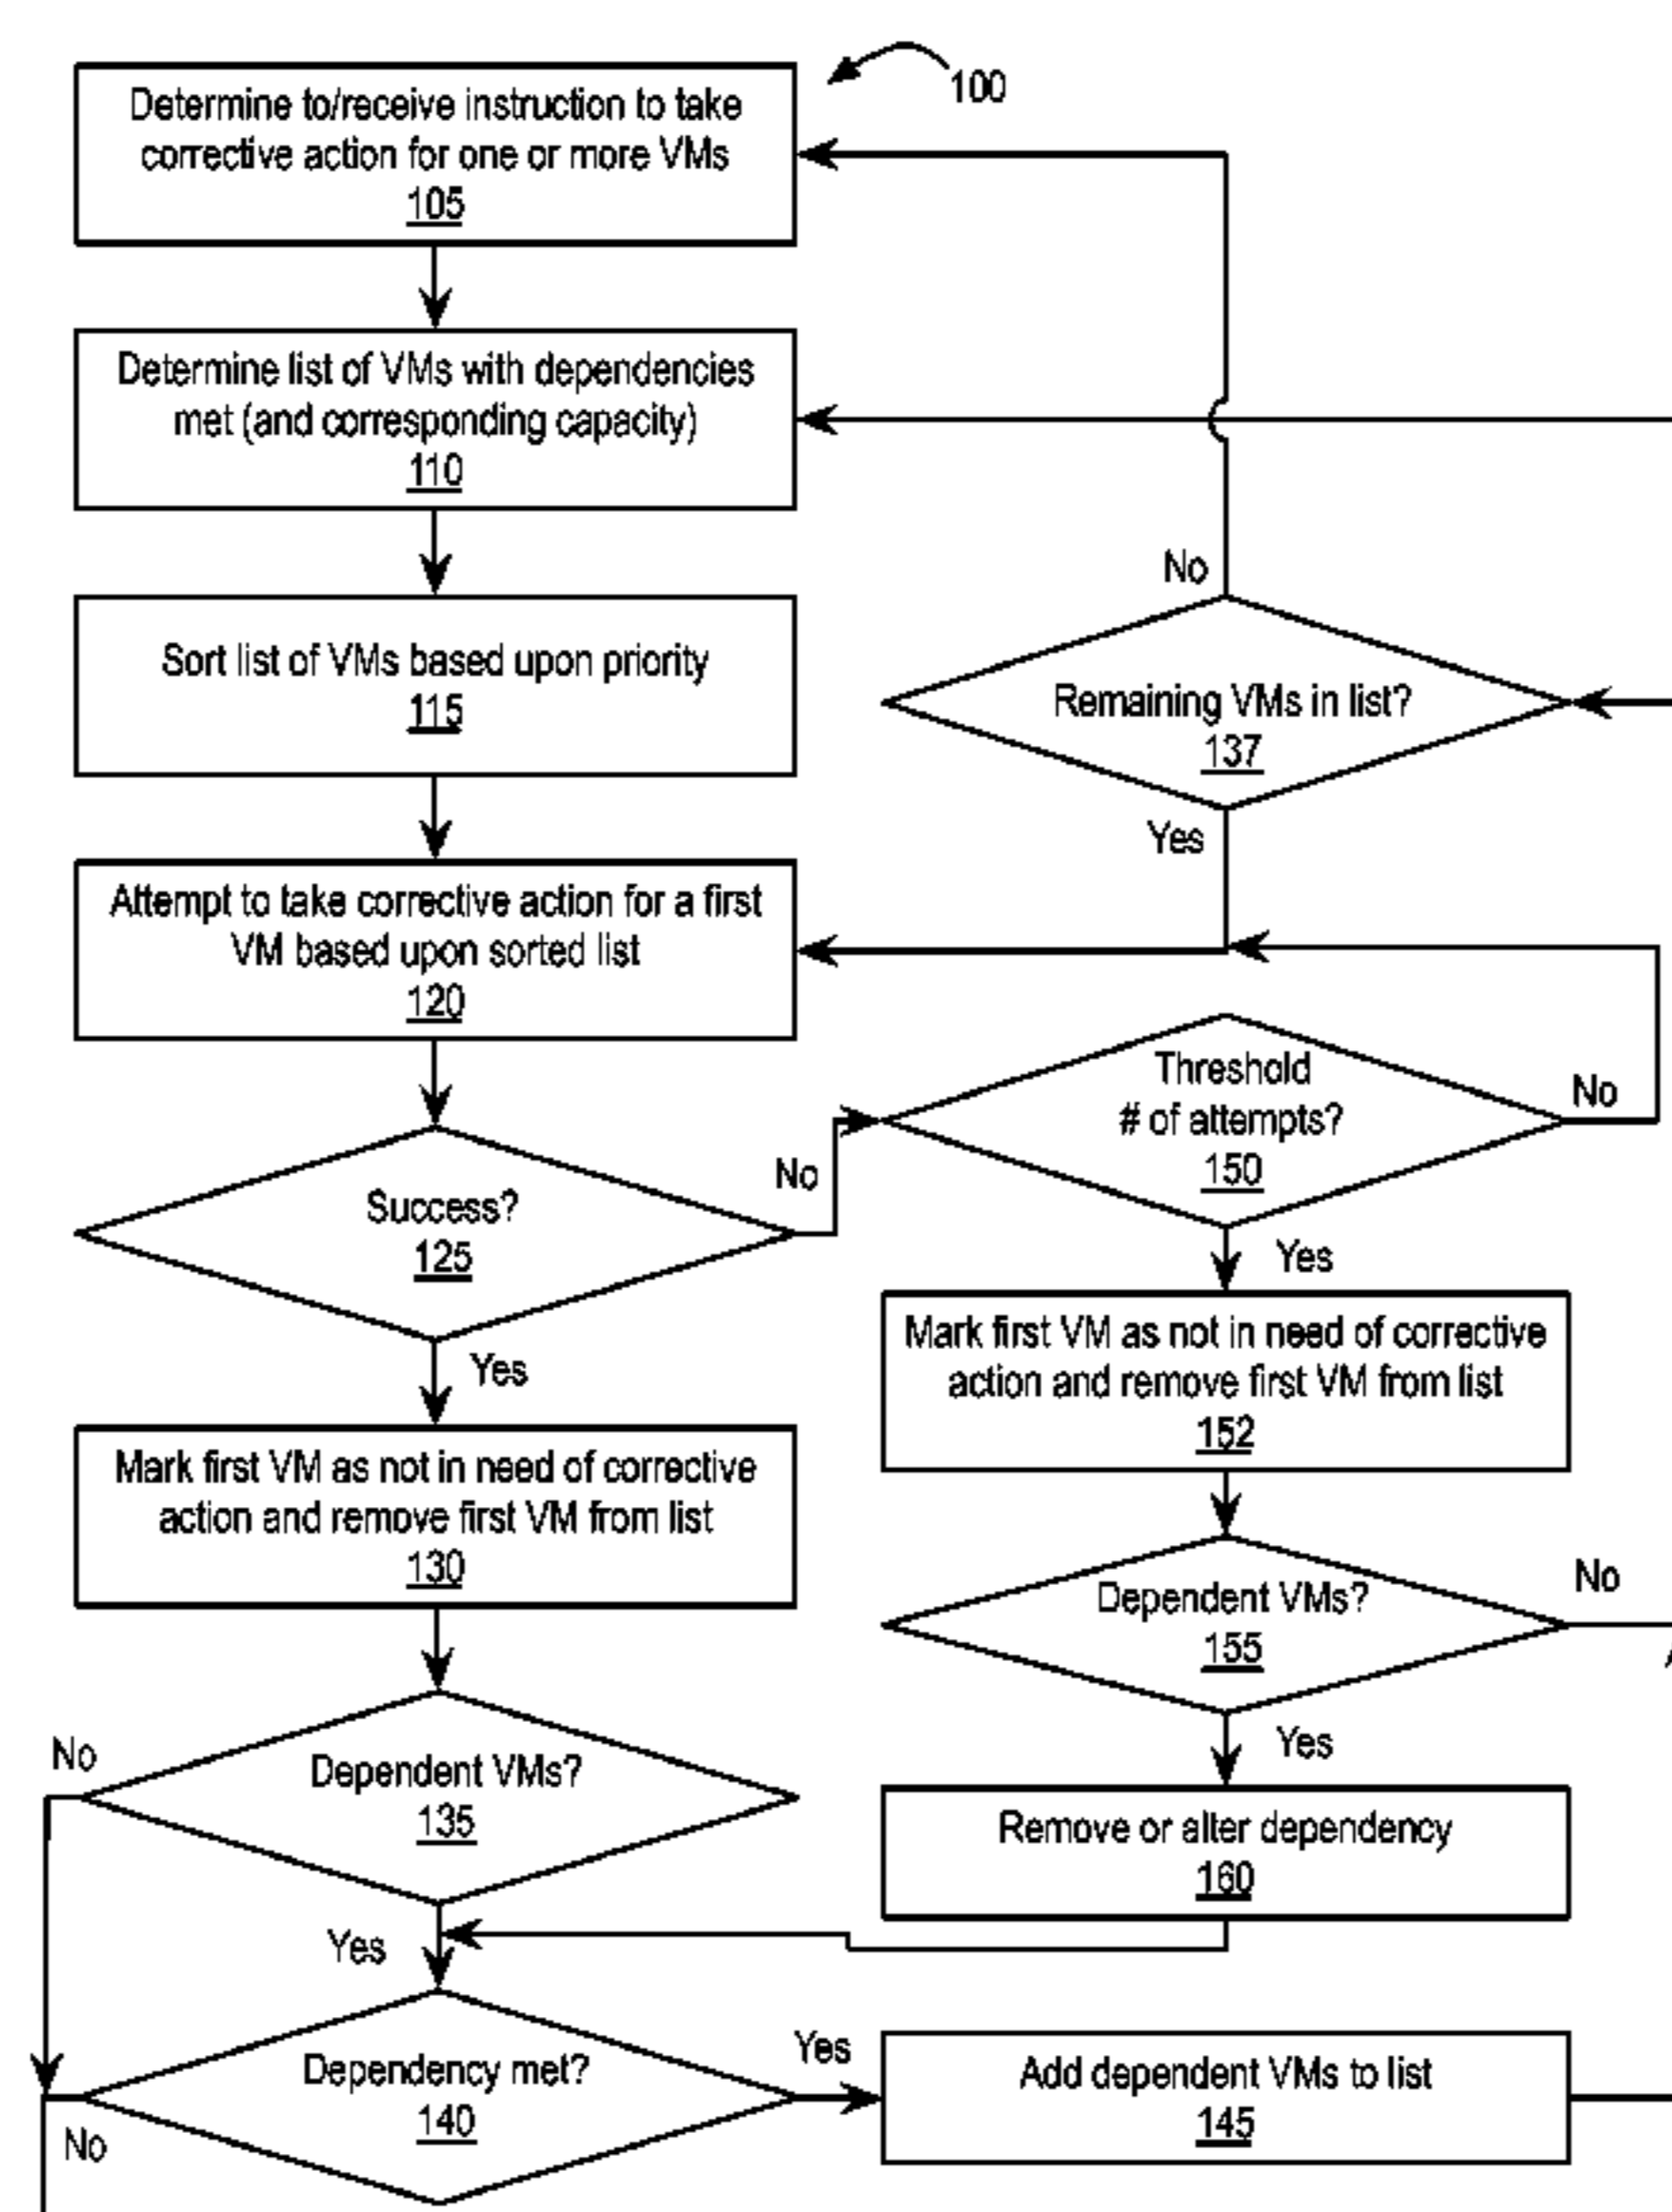 100
Determine to/receive instruction to take
corrective action for one or more VMs
105
Determine list of VMs with dependencies
met (and corresponding capacity)
110
No
Sort list of VMs based upon priority
115
Remaining VMs in list?
137
Yes
Attempt to take corrective action for a first
VM based upon sorted list
120
Threshold
# of attempts?
150
No
No
Success?
125
Yes
Yes
Mark first VM as not in need of corrective
action and remove first VM from list
152
Mark first VM as not in need of corrective
action and remove first VM from list
130
Dependent VMs?
155
No
Yes
No
Dependent VMs?
135
Remove or alter dependency
160
Yes
Dependency met?
140
Yes
No
Add dependent VMs to list
145